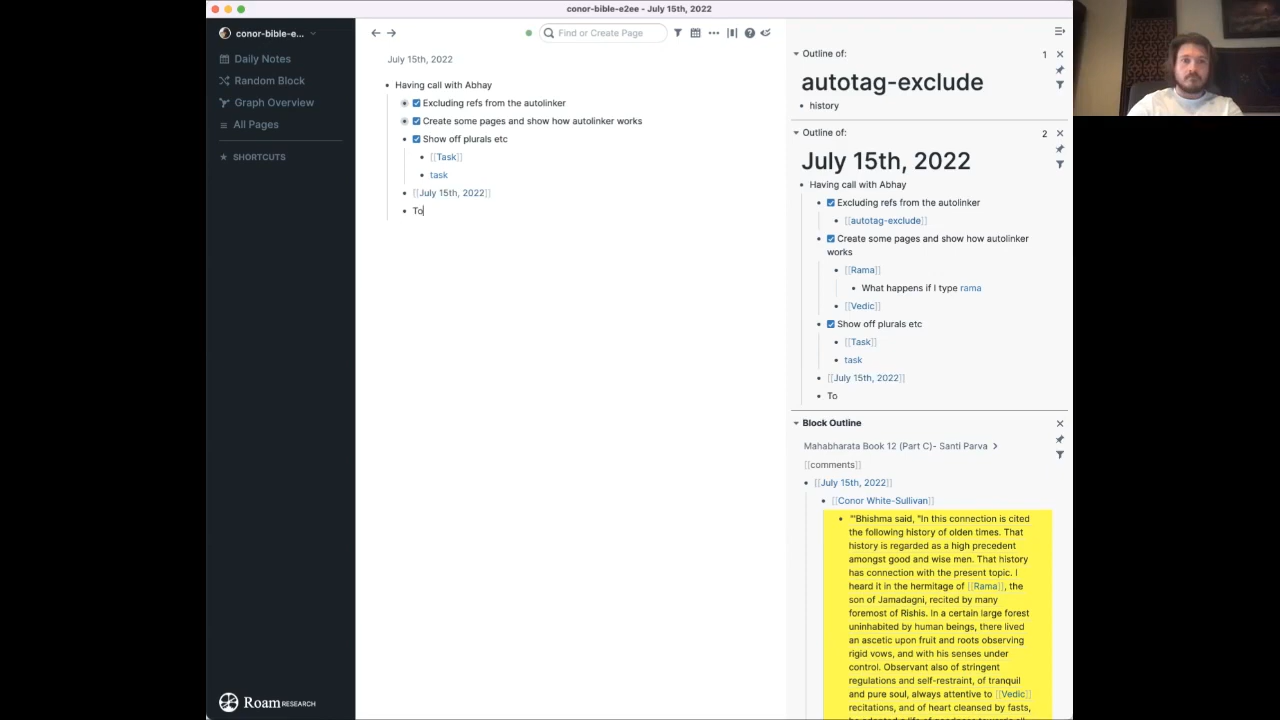 conor-bible-e2ee - July 15th, 2022
conor-bible-e...
Daily Notes
Random Block
Graph Overview
All Pages
SHORTCUTS
Roam RESEARCH
Find or Create Page
July 15th, 2022
Having call with Abhay
Excluding refs from the autolinker
Create some pages and show how autolinker works
Show off plurals etc
[[Task]]
task
[[July 15th, 2022]]
To
Outline of:
1
autotag-exclude
history
Outline of:
2
July 15th, 2022
Having call with Abhay
Excluding refs from the autolinker
[[autotag-exclude]]
Create some pages and show how autolinker
works
[[Rama]]
What happens if I type rama
[[Vedic]]
Show off plurals etc
[[Task]]
task
[[July 15th, 2022]]
To
Block Outline
Mahabharata Book 12 (Part C)- Santi Parva
[[comments]]
[[July 15th, 2022]]
[[Conor White-Sullivan]]
"'Bhishma said, "In this connection is cited
the following history of olden times. That
history is regarded as a high precedent
amongst good and wise men. That history
has connection with the present topic. I
heard it in the hermitage of [[Rama]], the
son of Jamadagni, recited by many
foremost of Rishis. In a certain large forest
uninhabited by human beings, there lived
an ascetic upon fruit and roots observing
rigid vows, and with his senses under
control. Observant also of stringent
regulations and self-restraint, of tranquil
and pure soul, always attentive to [[Vedic]]
recitations, and of heart cleansed by fasts,